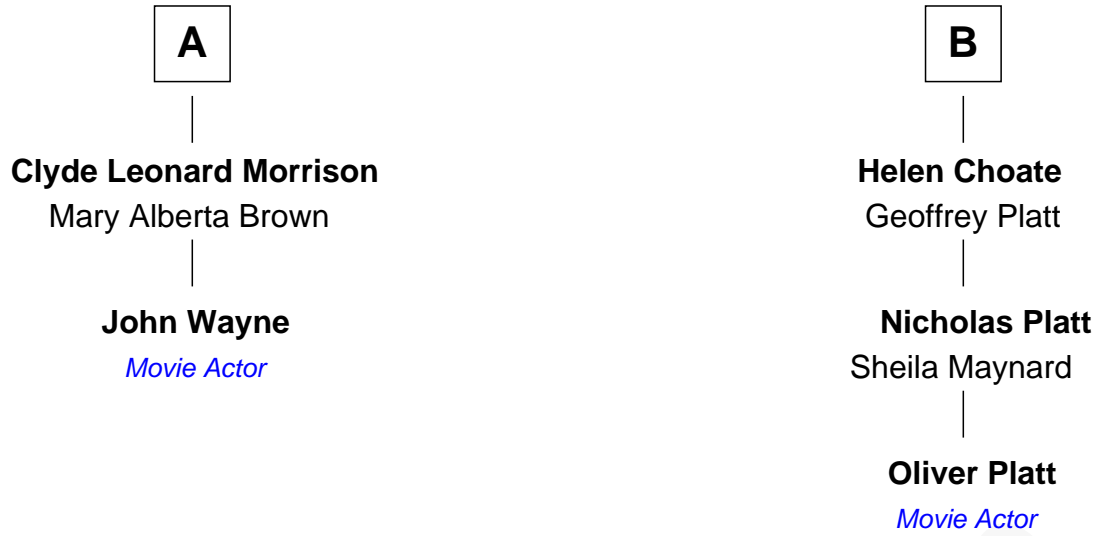 A
Clyde Leonard Morrison
Mary Alberta Brown
John Wayne
Movie Actor
B
Helen Choate
Geoffrey Platt
Nicholas Platt
Sheila Maynard
Oliver Platt
Movie Actor